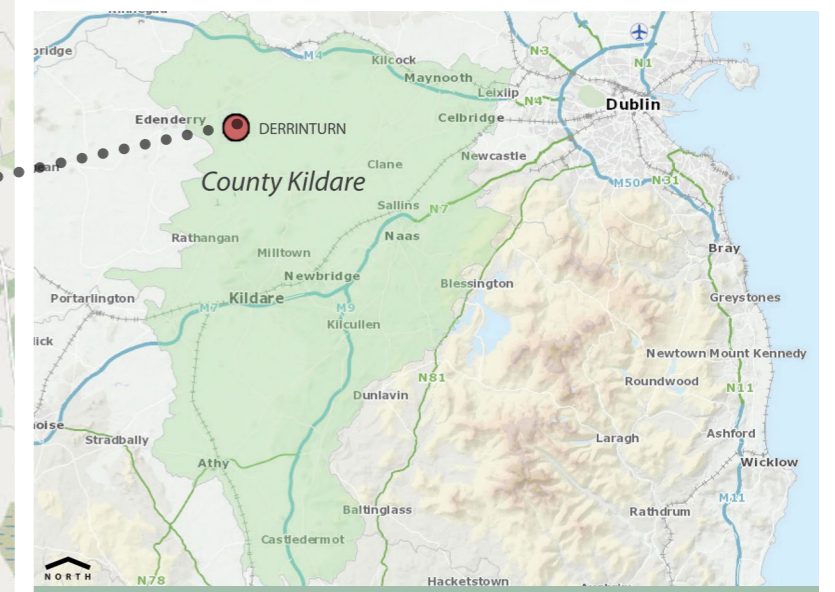 bridge
M4
Kilcock
N3
N1
Maynooth
Leixlip
N4
Dublin
Edenderry
DERRINTURN
Celbridge
Clane
Newcastle
County Kildare
M50
N31
Sallins
N7
Rathangan
Naas
Milltown
Bray
Newbridge
Blessington
Portarlington
Kildare
Greystones
M7
M9
Kilcullen
Newtown Mount Kennedy
N81
Roundwood
N11
Dunlavin
oise
Stradbally
Laragh
Ashford
Athy
Wicklow
M11
Baltinglass
Rathdrum
Castledermot
NORTH
N78
Hacketstown